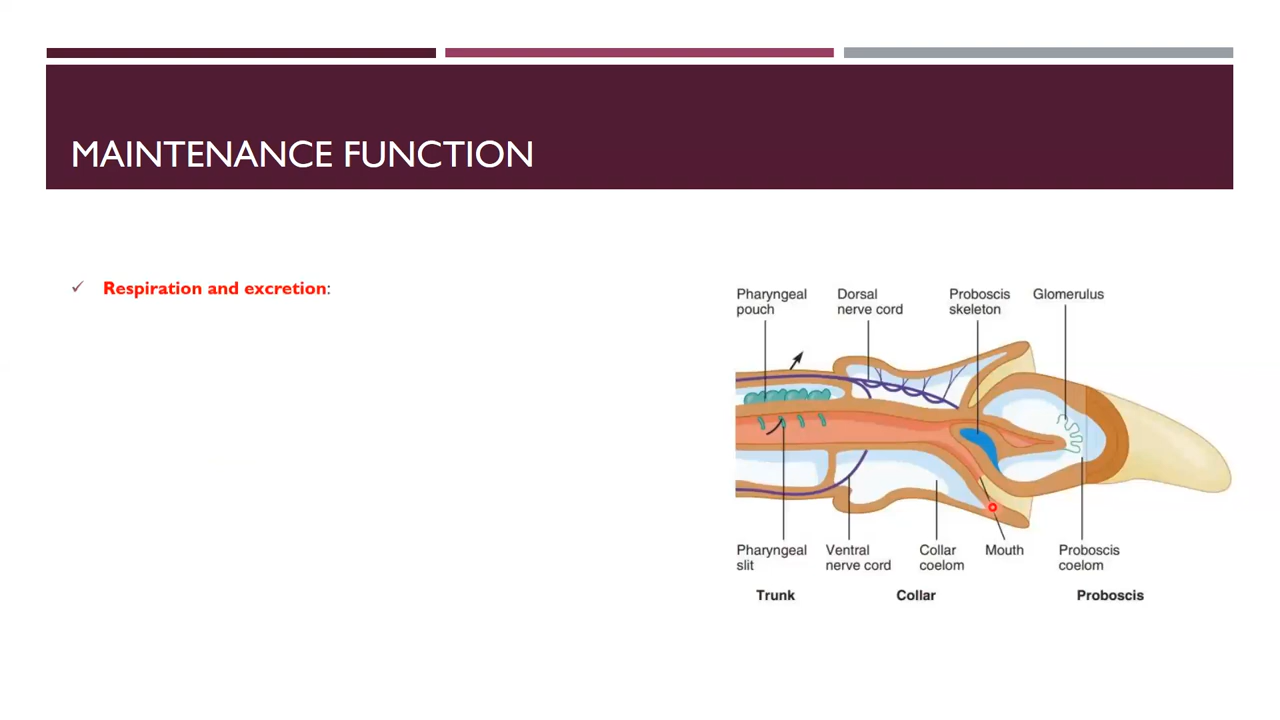 MAINTENANCE FUNCTION
✓ Respiration and excretion:
Pharyngeal pouch
Dorsal nerve cord
Proboscis skeleton
Glomerulus
Pharyngeal slit
Ventral nerve cord
Collar coelom
Mouth
Proboscis coelom
Trunk
Collar
Proboscis